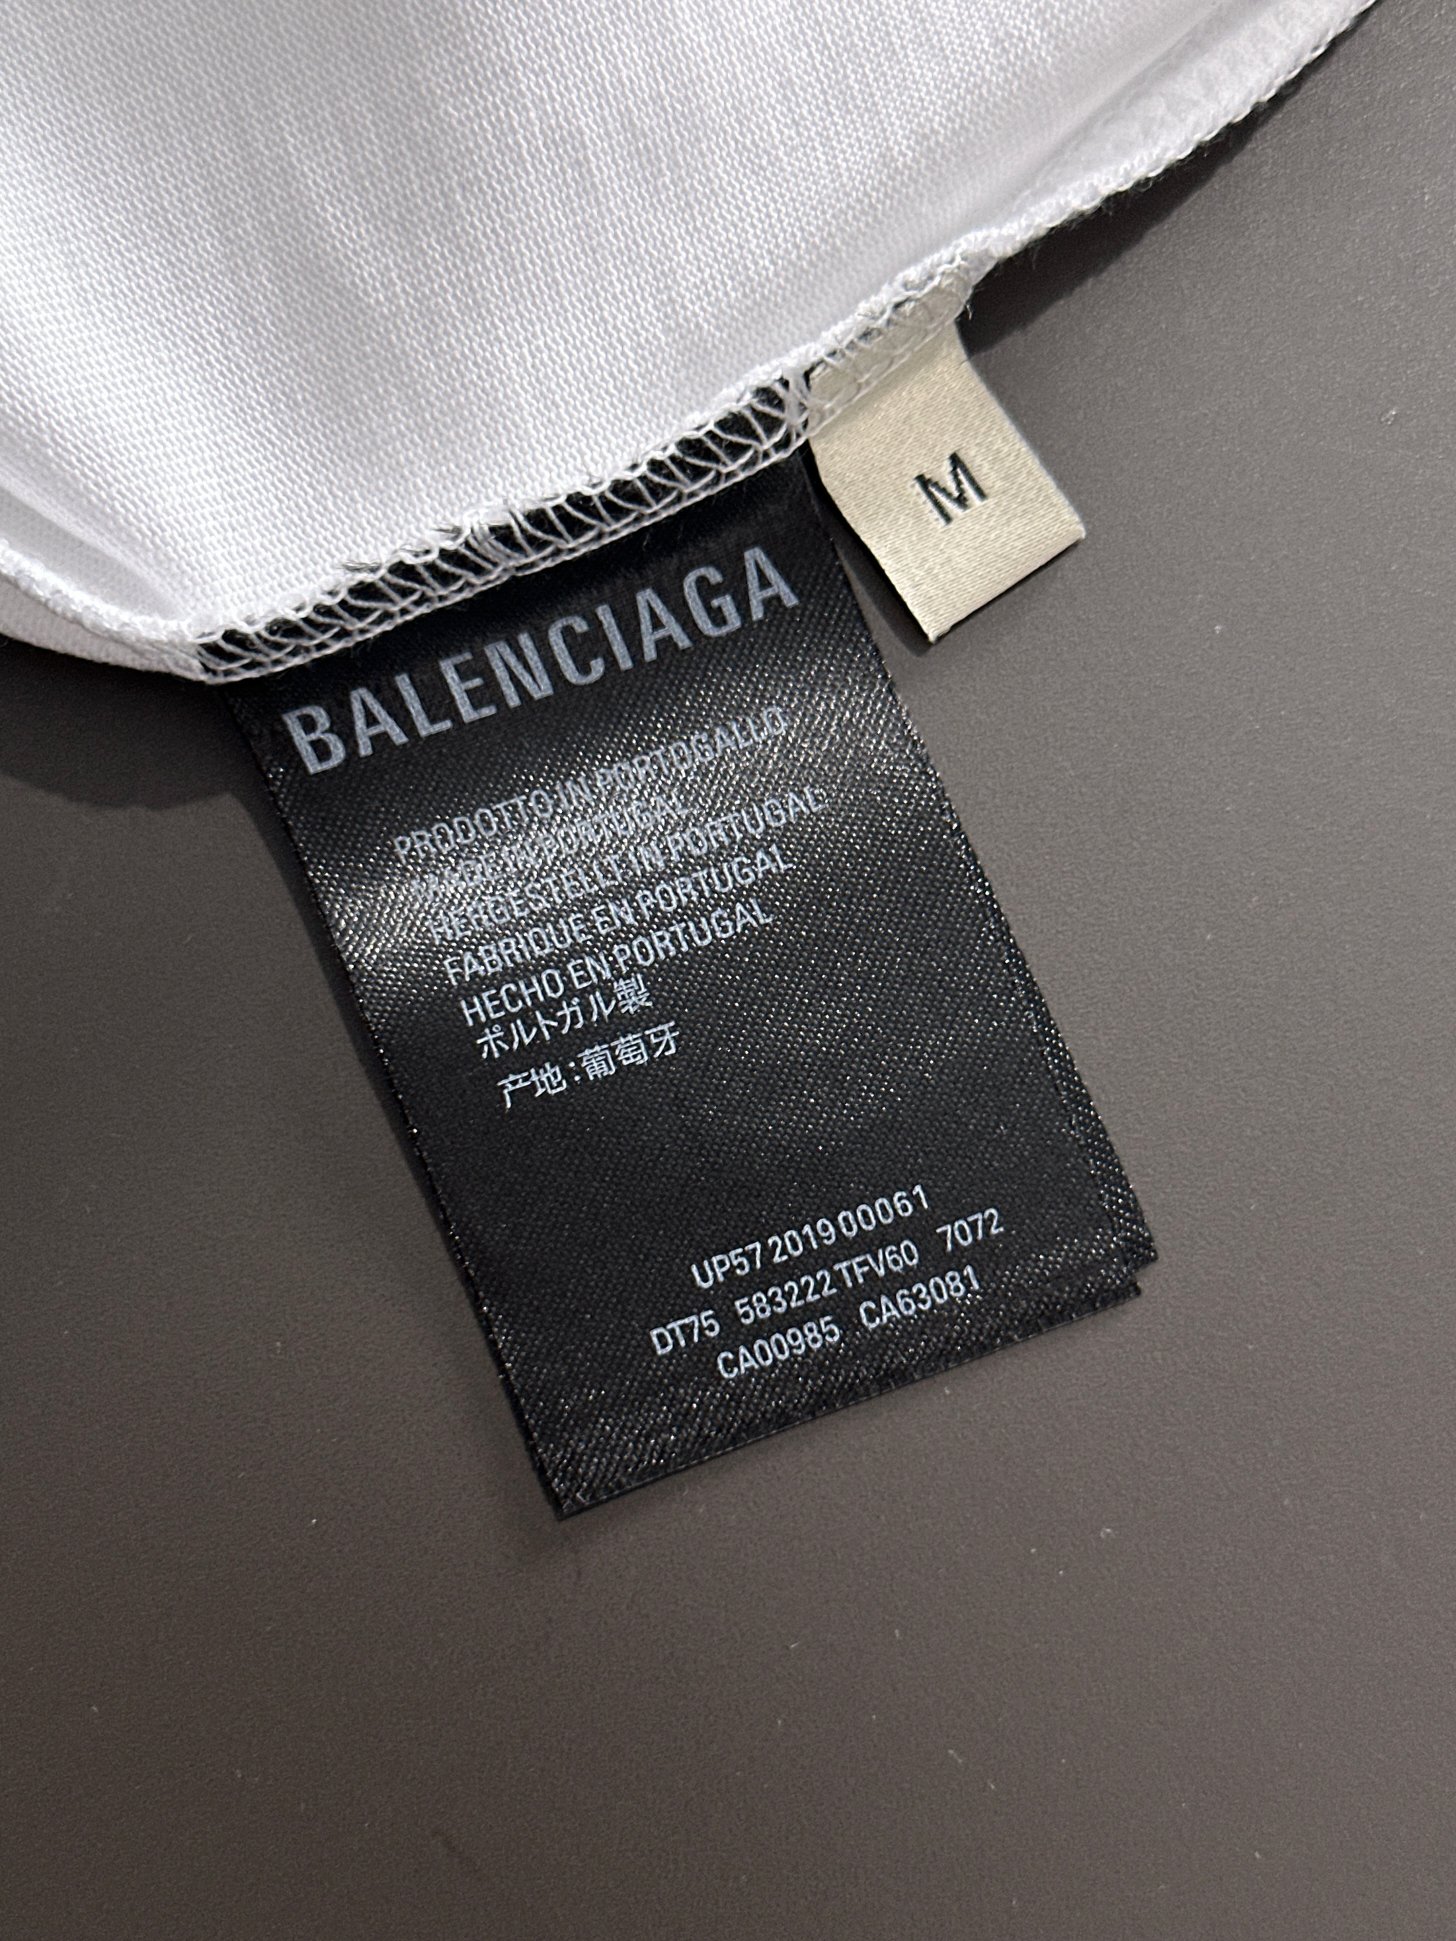 M
BALENCIAGA
PRODOTTO IN PORTOGALLO
MADE IN PORTUGAL
HERGESTELLT IN PORTUGAL
FABRIQUE EN PORTUGAL
HECHO EN PORTUGAL
ポルトガル製
产地:葡萄牙
UP57 2019 00061
DT75 583222 TFV60 7072
CA00985 CA63081